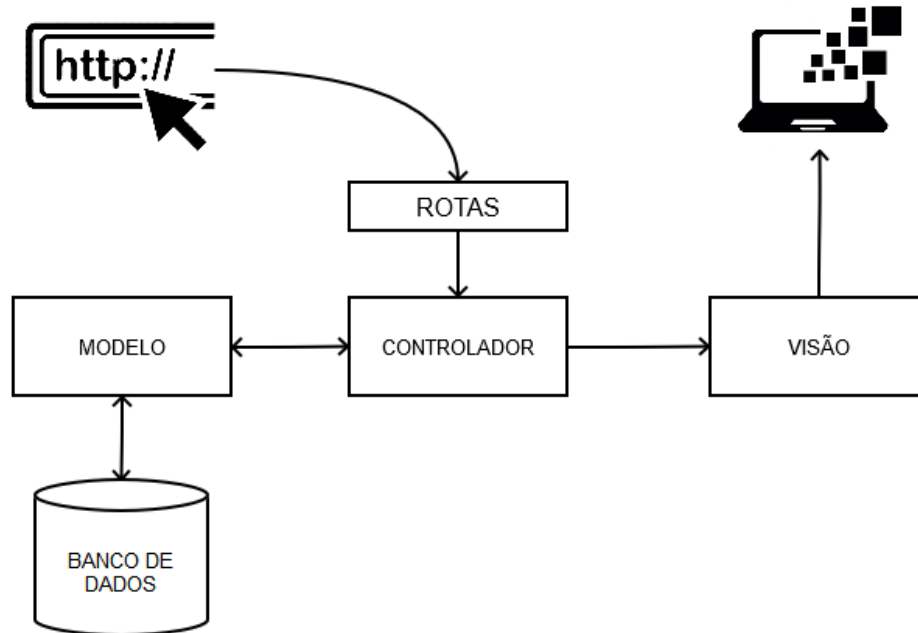 http://
ROTAS
MODELO
CONTROLADOR
VISÃO
BANCO DE
DADOS